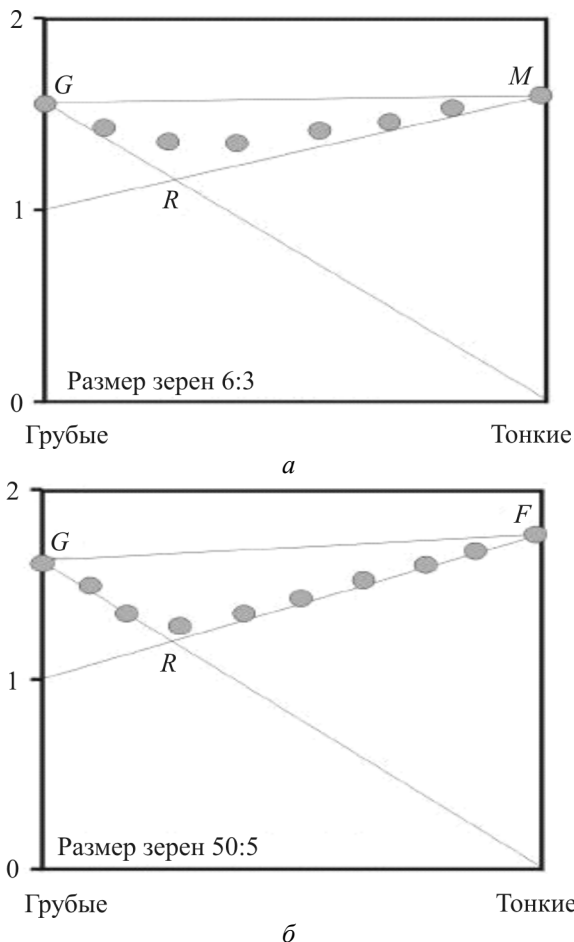 2
G
M
1
R
Размер зерен 6:3
0
Грубые Тонкие
а
2
F
G
R
1
Размер зерен 50:5
0
Грубые Тонкие
б